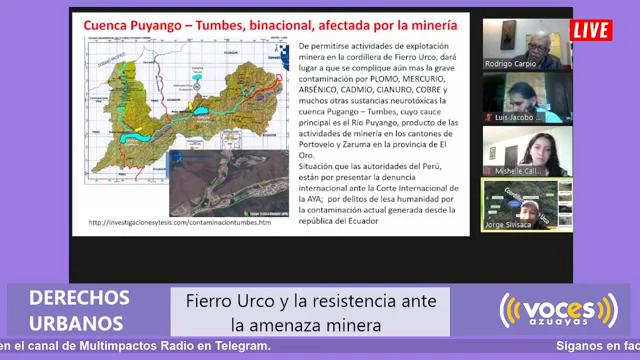 Cuenca Puyango – Tumbes, binacional, afectada por la minería
LIVE
De permitirse actividades de explotación
minera en la cordillera de Fierro Urco, dará
lugar a que se complique aún mas la grave
contaminación por PLOMO, MERCURIO,
ARSÉNICO, CADMIO, CIANURO, COBRE y
muchos otras sustancias neurotóxicas la
cuenca Pugango – Tumbes, cuyo cauce
principal es el Río Puyango, producto de las
actividades de minería en los cantones de
Portovelo y Zaruma en la provincia de El
Oro.
Situación que las autoridades del Perú,
están por presentar la denuncia
internacional ante la Corte Internacional de
la AYA; por delitos de lesa humanidad por
la contaminación actual generada desde la
república del Ecuador
http://investigacionesytesis.com/contaminaciontumbes.htm
Rodrigo Carpio
Luis Jacobo ...
Mishelle Call...
Jorge Sivisaca
DERECHOS
URBANOS
Fierro Urco y la resistencia ante
la amenaza minera
voces
azuayas
en el canal de Multimpactos Radio en Telegram.
Síganos en fac